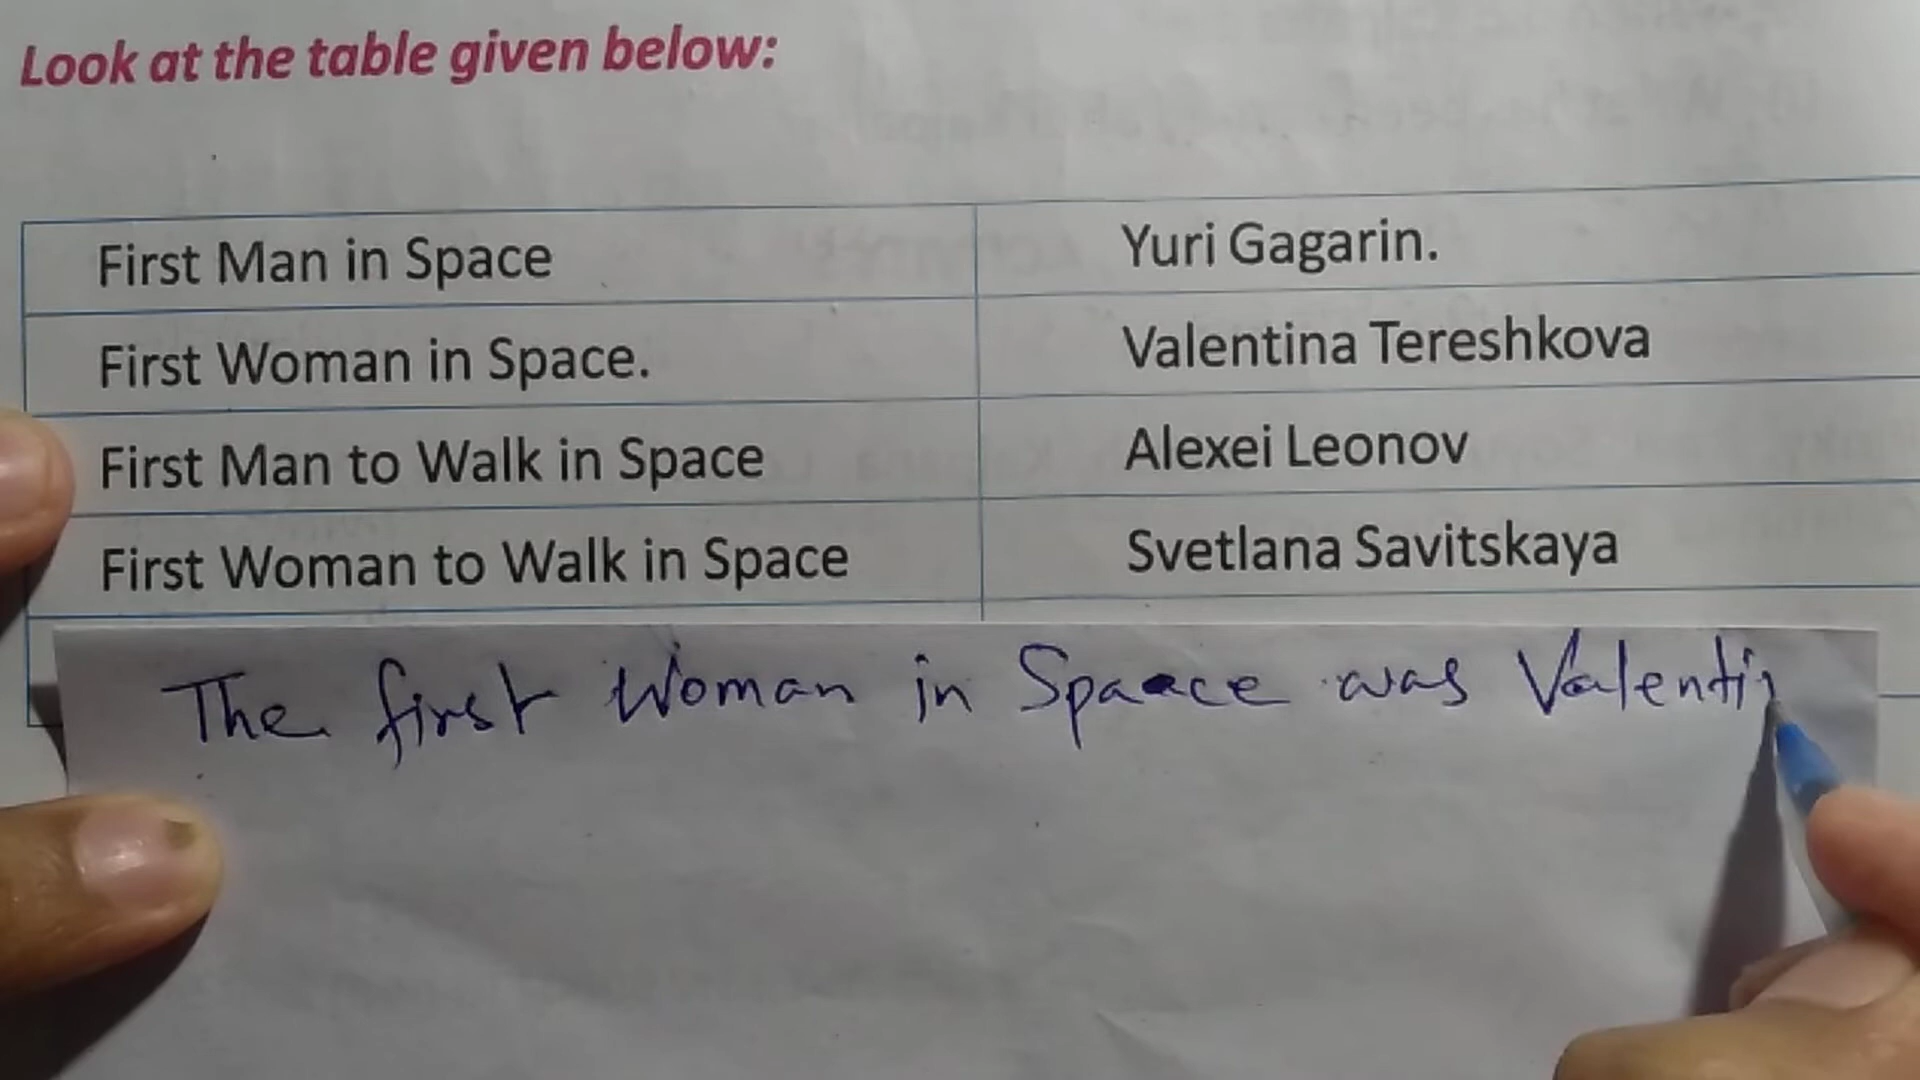 Look at the table given below:
First Man in Space Yuri Gagarin.
First Woman in Space. Valentina Tereshkova
First Man to Walk in Space Alexei Leonov
First Woman to Walk in Space Svetlana Savitskaya
The first Woman in Spaace was Valentin